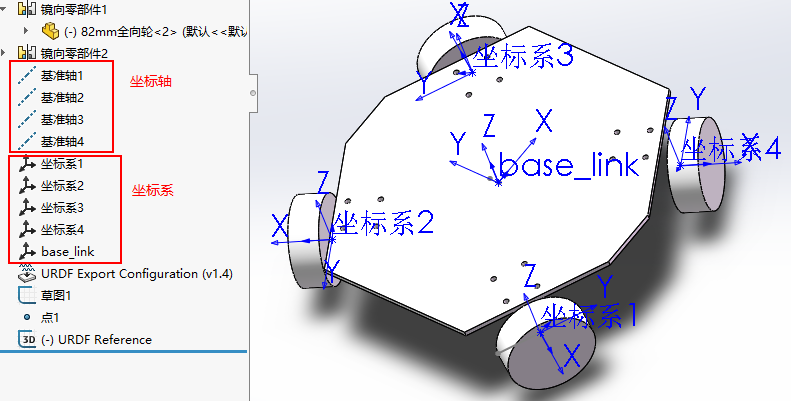 镜向零部件1
(-) 82mm全向轮<2> (默认<<默认
镜向零部件2
基准轴1
基准轴2
基准轴3
基准轴4
坐标轴
坐标系1
坐标系2
坐标系3
坐标系4
base_link
坐标系
URDF Export Configuration (v1.4)
草图1
点1
(-) URDF Reference
Z
坐标系3
Y
Z
X
Y
base_link
Z
Y
X
坐标系4
Z
X
坐标系2
Y
Z
Y
坐标系1
X